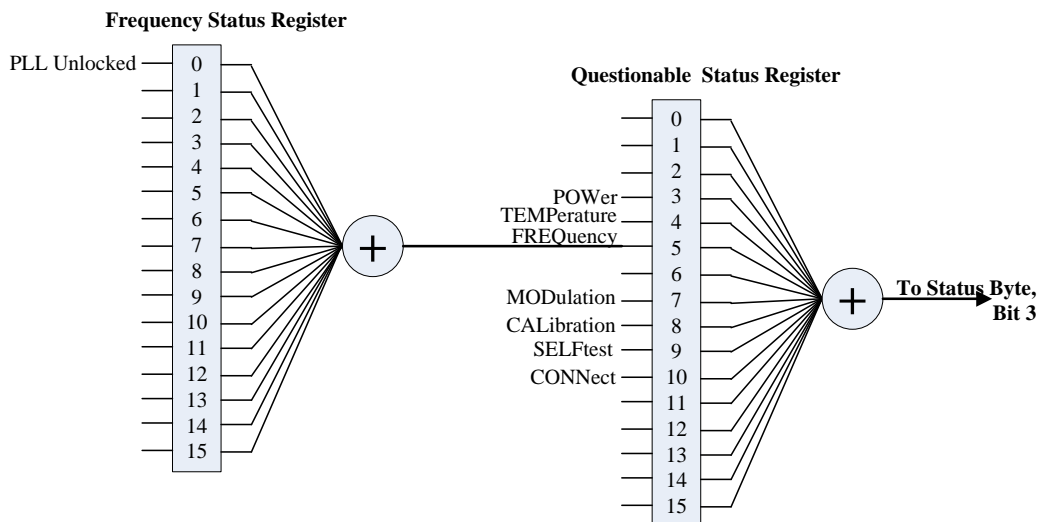 Frequency Status Register
PLL Unlocked
0
1
2
3
4
5
6
7
8
9
10
11
12
13
14
15
+
Questionable Status Register
POWer
TEMPerature
FREQuency
MODulation
CALibration
SELFtest
CONNect
0
1
2
3
4
5
6
7
8
9
10
11
12
13
14
15
+
To Status Byte,
Bit 3